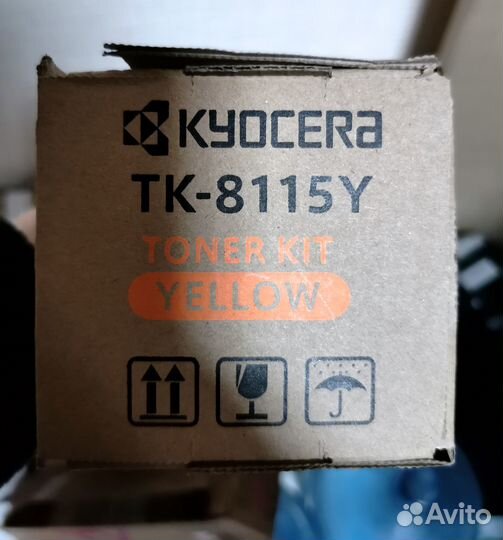 KYOCERA
TK-8115Y
TONER KIT
YELLOW
Avito